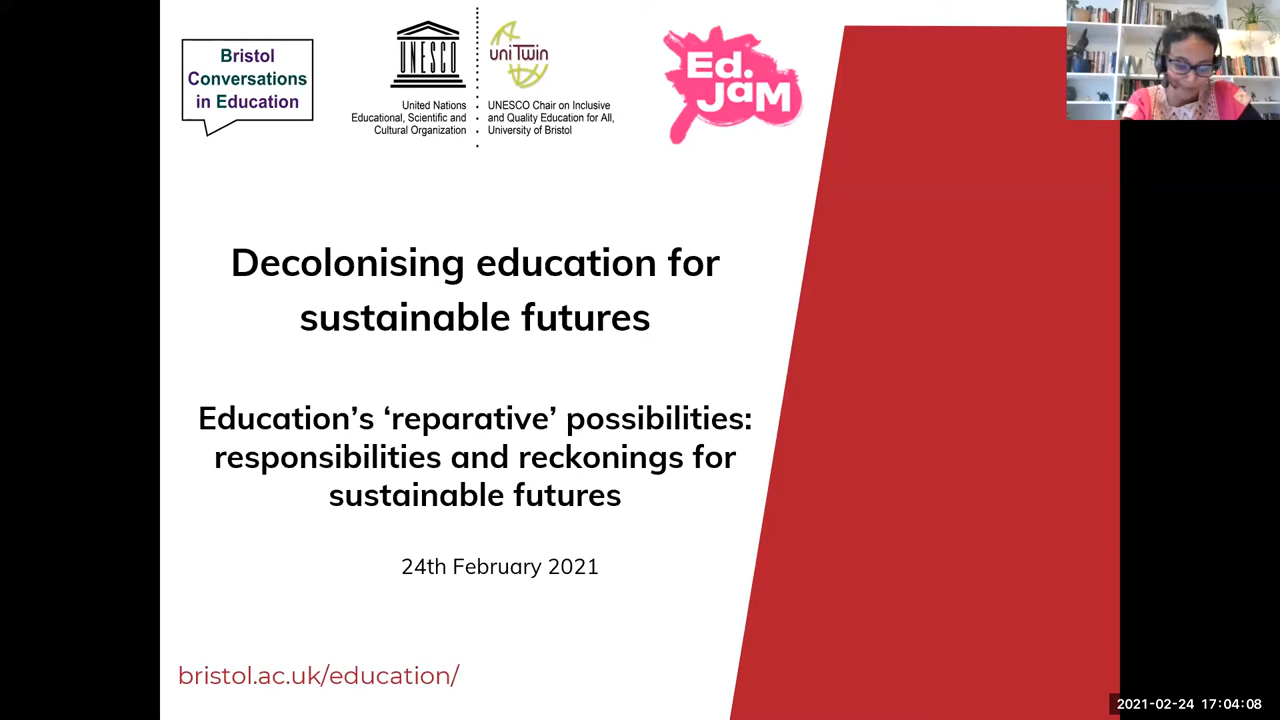 Bristol
Conversations
in Education
UNESCO
United Nations
Educational, Scientific and
Cultural Organization
uniTwin
UNESCO Chair on Inclusive
and Quality Education for All,
University of Bristol
Ed.
JaM
Decolonising education for
sustainable futures
Education’s ‘reparative’ possibilities:
responsibilities and reckonings for
sustainable futures
24th February 2021
bristol.ac.uk/education/
2021-02-24 17:04:08